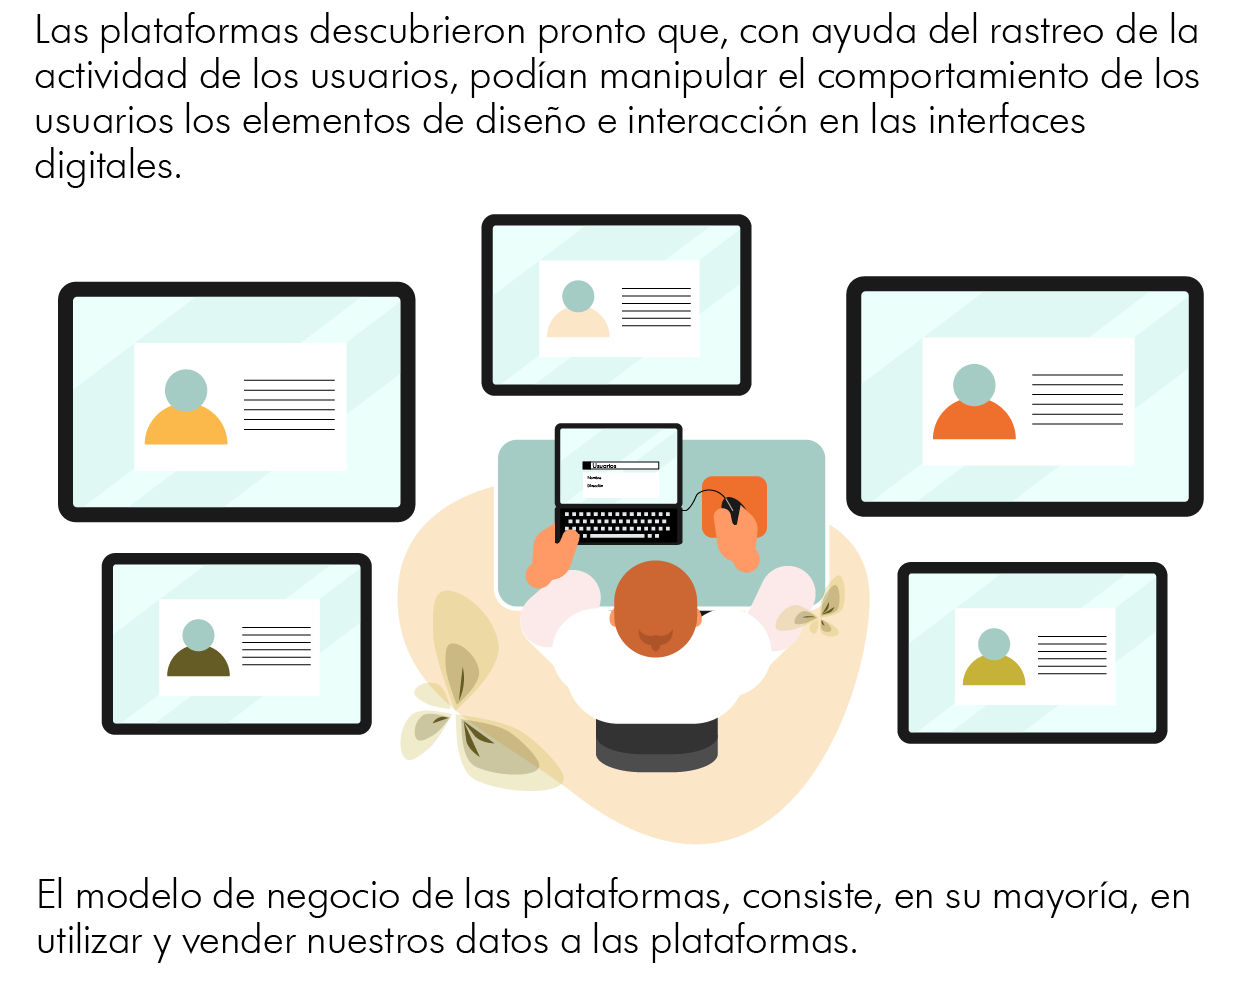 Las plataformas descubrieron pronto que, con ayuda del rastreo de la
actividad de los usuarios, podían manipular el comportamiento de los
usuarios los elementos de diseño e interacción en las interfaces
digitales.
Usuarios
Nombre
Dirección
El modelo de negocio de las plataformas, consiste, en su mayoría, en
utilizar y vender nuestros datos a las plataformas.